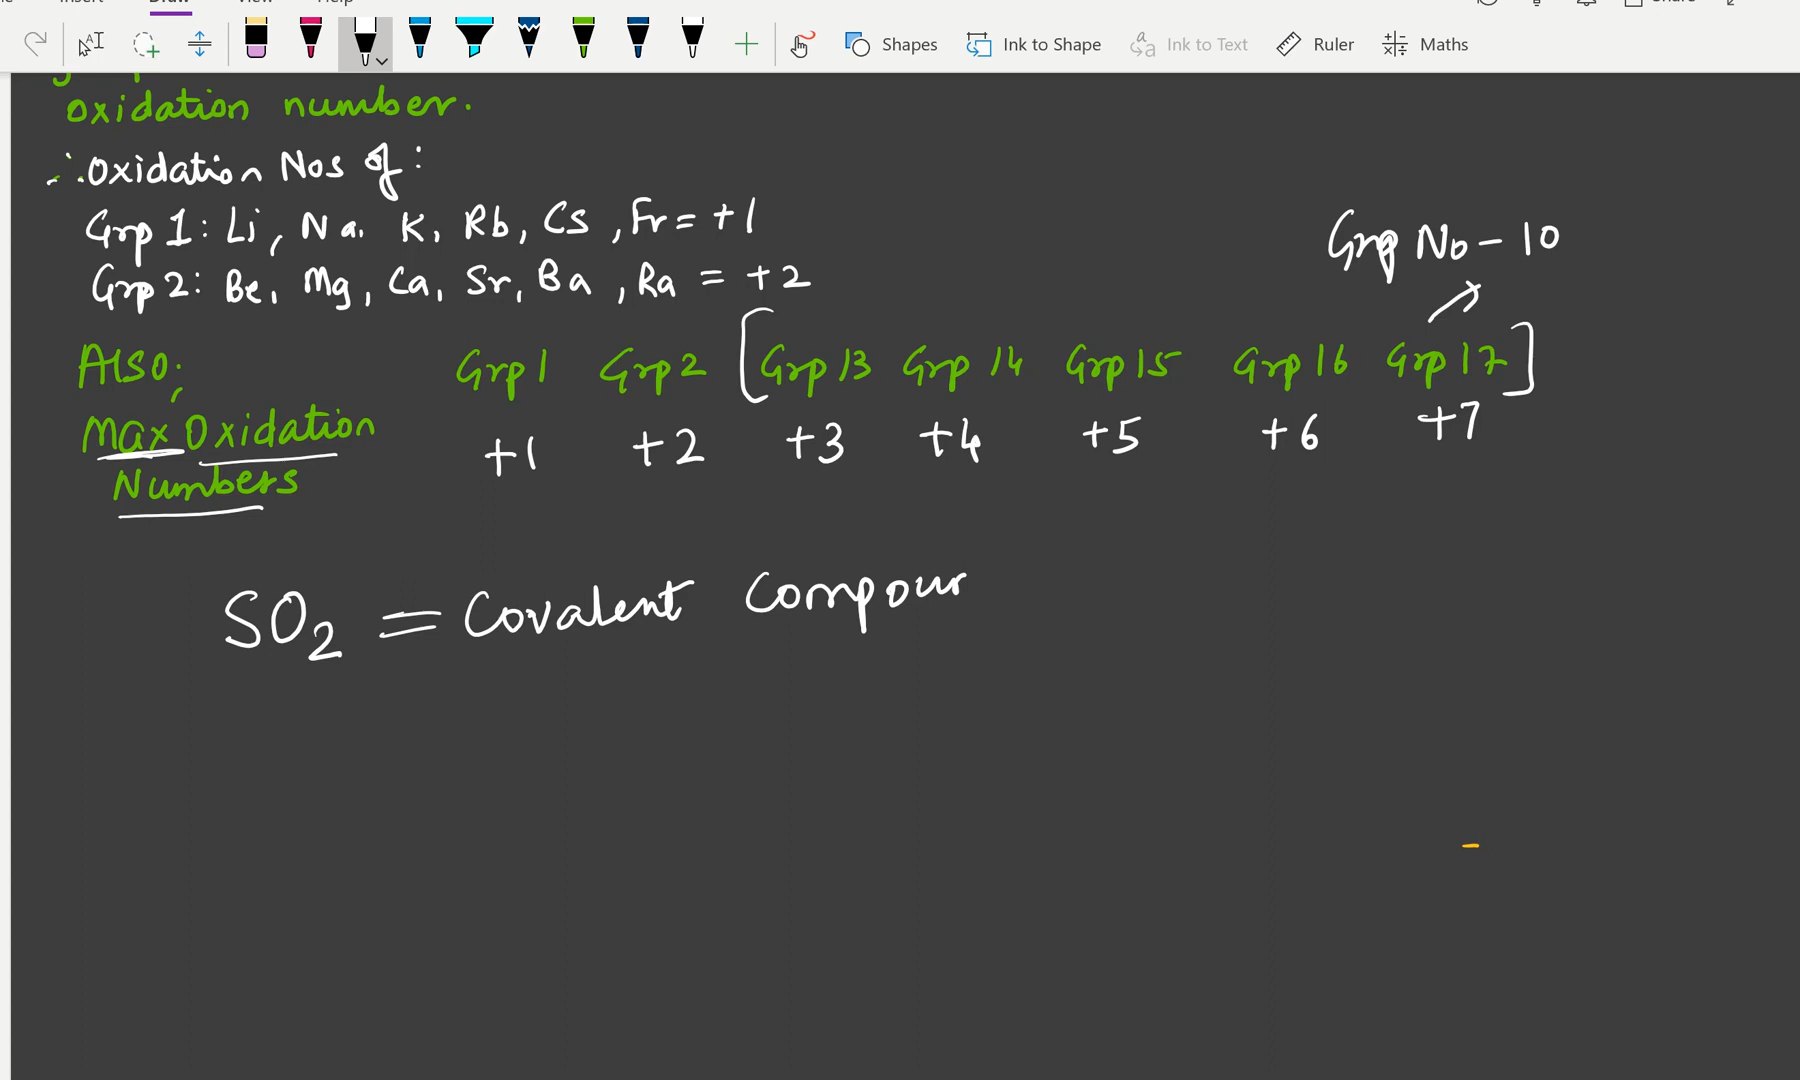 Draw
Shapes Ink to Shape Ink to Text Ruler Maths
oxidation number.
∴ Oxidation Nos of:
Grp 1: Li, Na, K, Rb, Cs, Fr = +1
Grp 2: Be, Mg, Ca, Sr, Ba, Ra = +2
Grp No - 10
Also; Grp 1 Grp 2 [Grp 13 Grp 14 Grp 15 Grp 16 Grp 17]
Max Oxidation +1 +2 +3 +4 +5 +6 +7
Numbers
SO2 = Covalent Compour